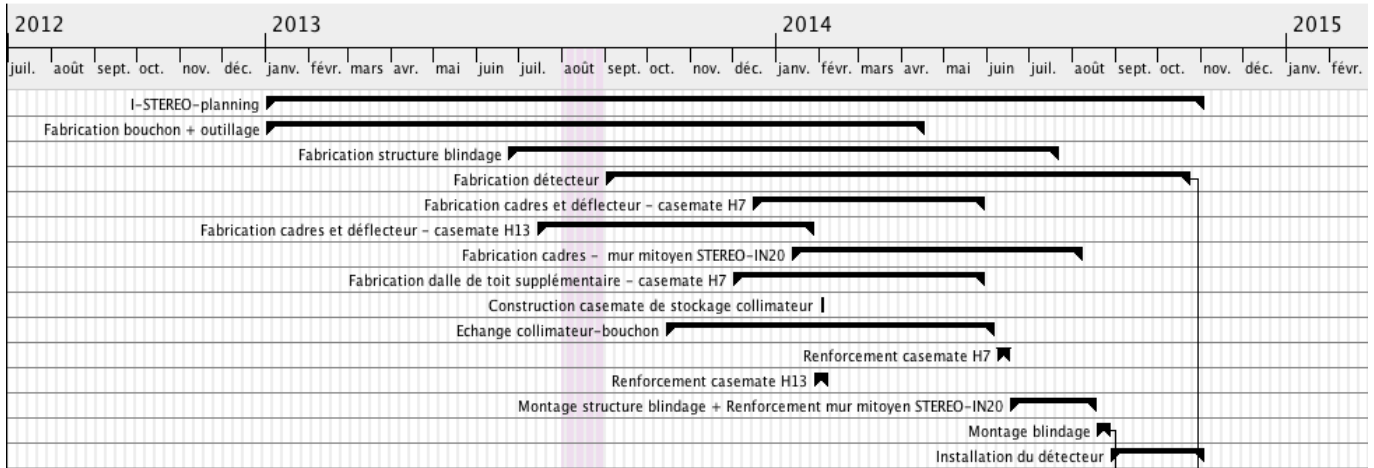 2012 2013 2014 2015
juil. août sept. oct. nov. déc. janv. févr. mars avr. mai juin juil. août sept. oct. nov. déc. janv. févr. mars avr. mai juin juil. août sept. oct. nov. déc. janv. févr.
I-STEREO-planning
Fabrication bouchon + outillage
Fabrication structure blindage
Fabrication détecteur
Fabrication cadres et déflecteur - casemate H7
Fabrication cadres et déflecteur - casemate H13
Fabrication cadres - mur mitoyen STEREO-IN20
Fabrication dalle de toit supplémentaire - casemate H7
Construction casemate de stockage collimateur
Echange collimateur-bouchon
Renforcement casemate H7
Renforcement casemate H13
Montage structure blindage + Renforcement mur mitoyen STEREO-IN20
Montage blindage
Installation du détecteur